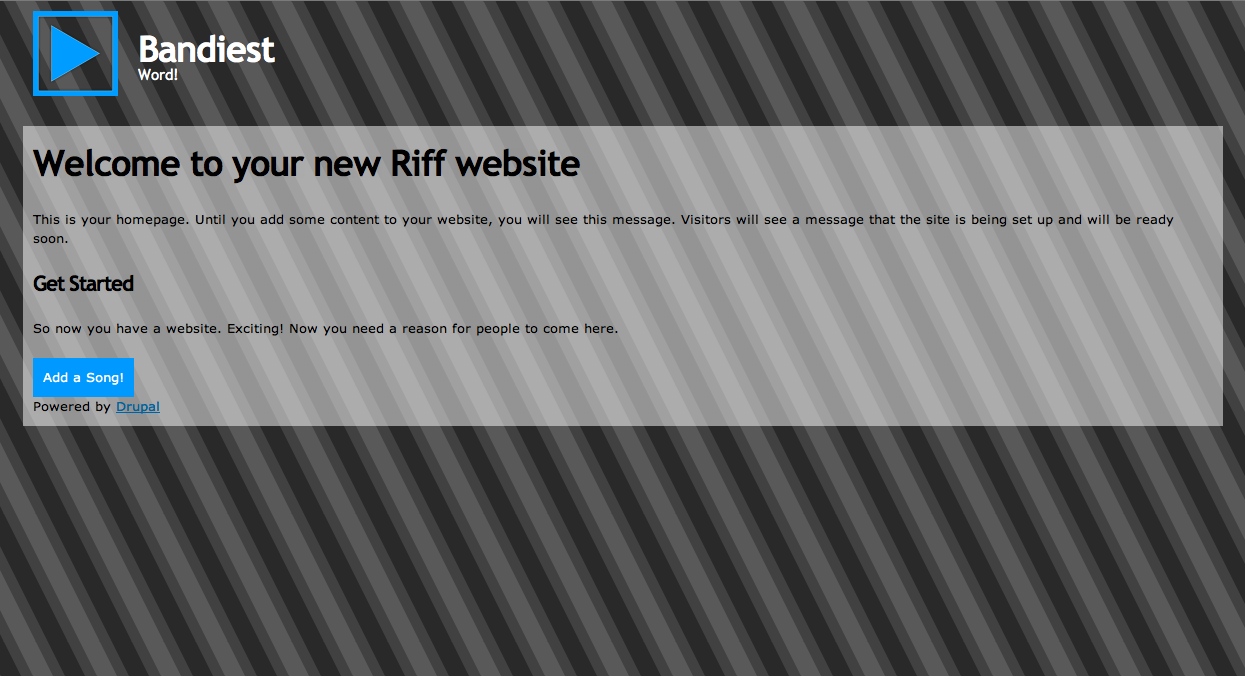 Bandiest
Word!
Welcome to your new Riff website
This is your homepage. Until you add some content to your website, you will see this message. Visitors will see a message that the site is being set up and will be ready
soon.
Get Started
So now you have a website. Exciting! Now you need a reason for people to come here.
Add a Song!
Powered by Drupal